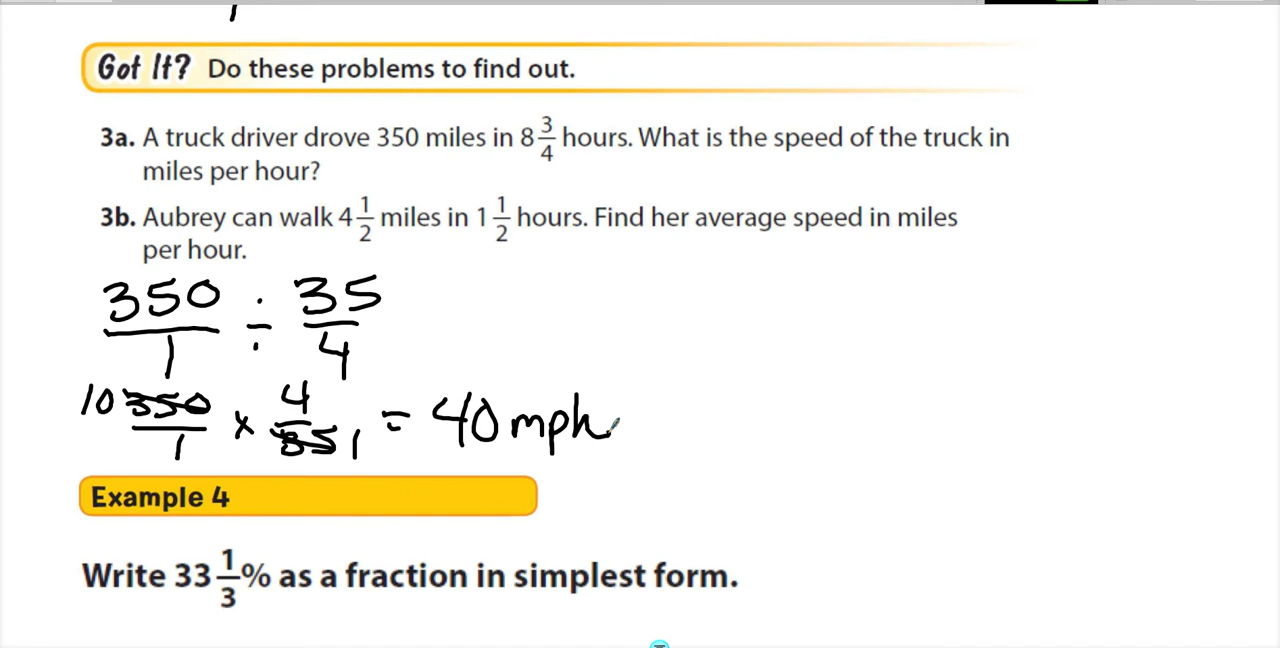 Got It? Do these problems to find out.
3a. A truck driver drove 350 miles in 8 3/4 hours. What is the speed of the truck in
miles per hour?
3b. Aubrey can walk 4 1/2 miles in 1 1/2 hours. Find her average speed in miles
per hour.
350/1 ÷ 35/4
10 350/1 x 4/35 1 = 40 mph
Example 4
Write 33 1/3% as a fraction in simplest form.